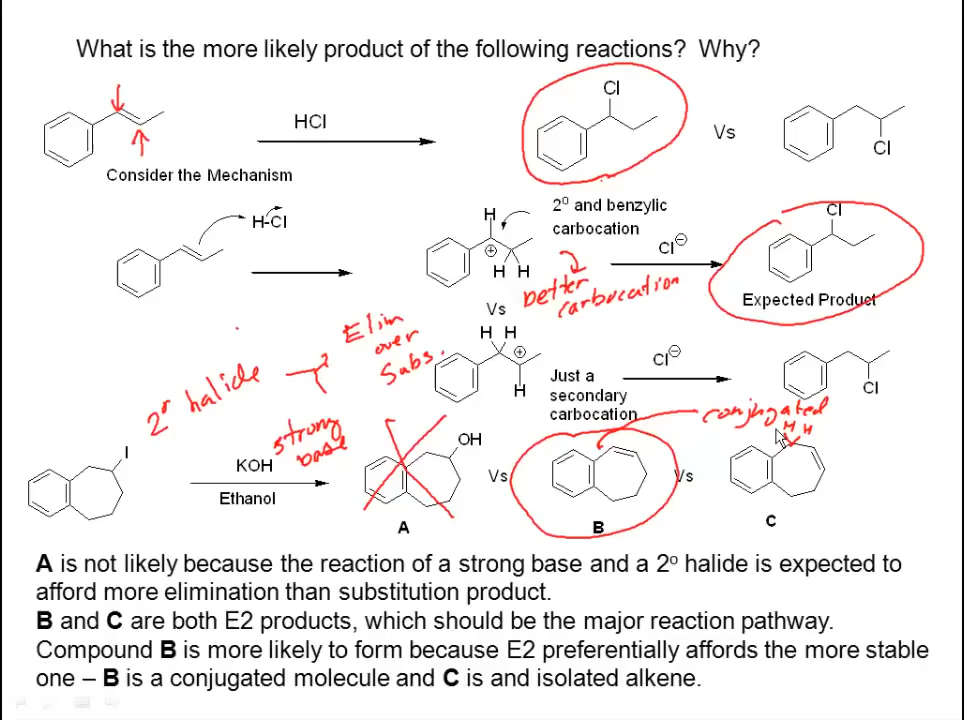 What is the more likely product of the following reactions?  Why?
Cl
HCl
Vs
Cl
Consider the Mechanism
H-Cl
H
2⁰ and benzylic
carbocation
Cl⊖
Cl
⊕
H H
better
carbocation
Expected Product
Vs
Elim
over
Subs.
H H
⊕
H
Just a
secondary
carbocation
Cl⊖
Cl
2° halide
strong
base
conjugated
H H
I
KOH
Ethanol
OH
Vs
Vs
A
B
C
A is not likely because the reaction of a strong base and a 2⁰ halide is expected to
afford more elimination than substitution product.
B and C are both E2 products, which should be the major reaction pathway.
Compound B is more likely to form because E2 preferentially affords the more stable
one – B is a conjugated molecule and C is and isolated alkene.